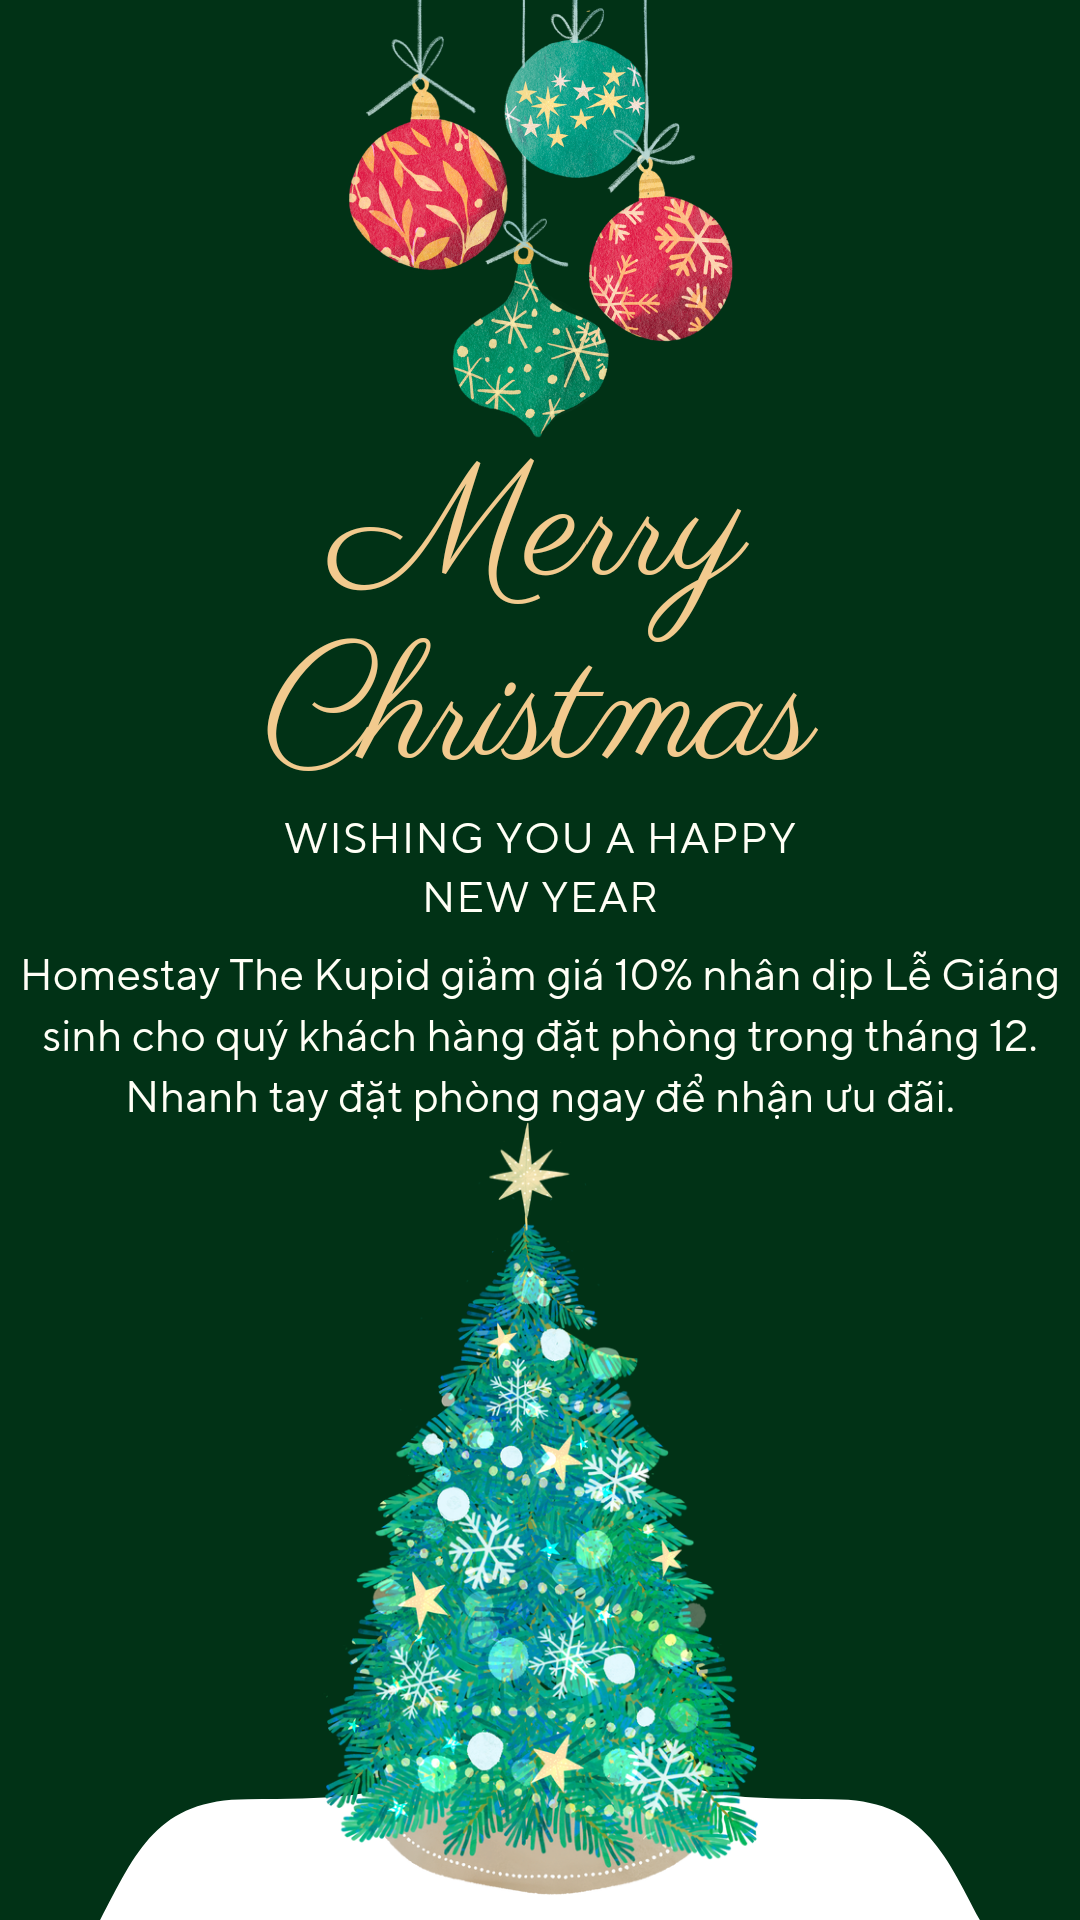 Merry
Christmas
WISHING YOU A HAPPY
NEW YEAR
Homestay The Kupid giảm giá 10% nhân dịp Lễ Giáng
sinh cho quý khách hàng đặt phòng trong tháng 12.
Nhanh tay đặt phòng ngay để nhận ưu đãi.